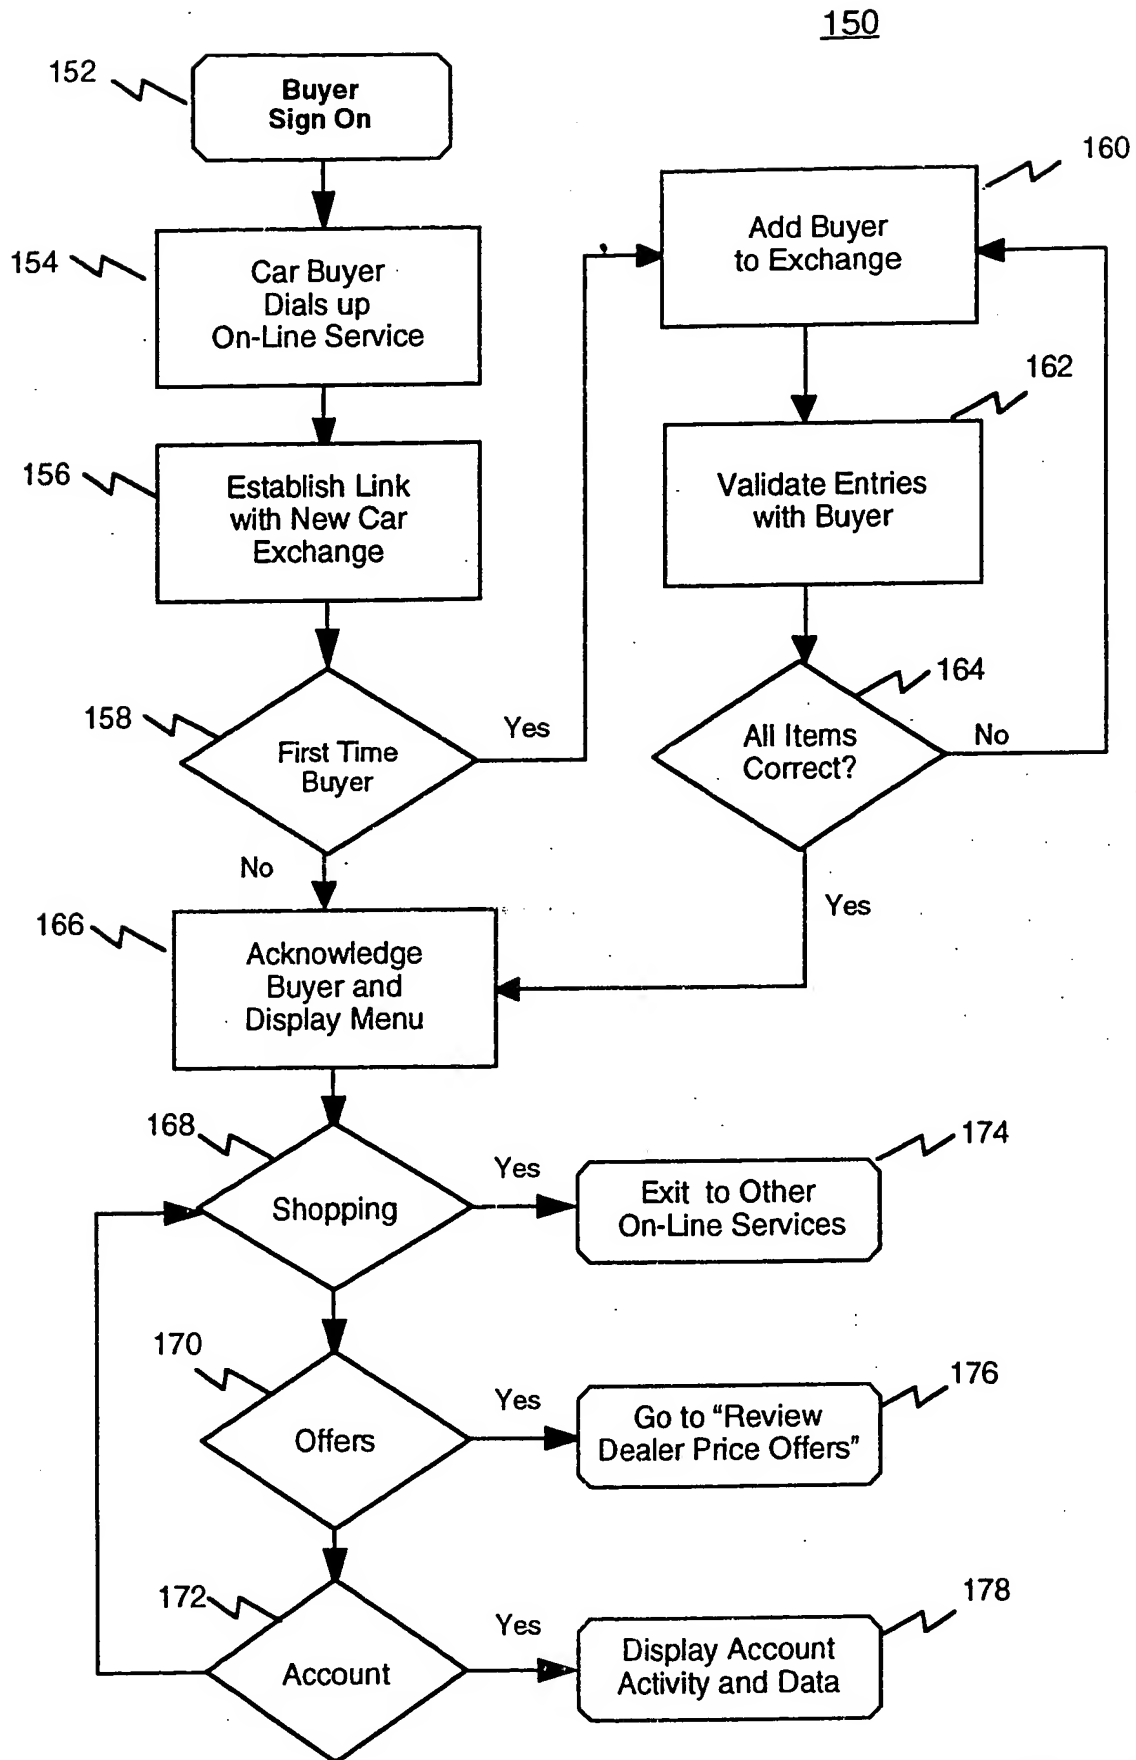 150
152
Buyer
Sign On
160
Add Buyer
to Exchange
154
Car Buyer
Dials up
On-Line Service
162
156
Establish Link
with New Car
Exchange
Validate Entries
with Buyer
164
158
First Time
Buyer
Yes
All Items
Correct?
No
No
Yes
166
Acknowledge
Buyer and
Display Menu
168
Shopping
Yes
174
Exit to Other
On-Line Services
170
Offers
Yes
176
Go to “Review
Dealer Price Offers”
172
Account
Yes
178
Display Account
Activity and Data